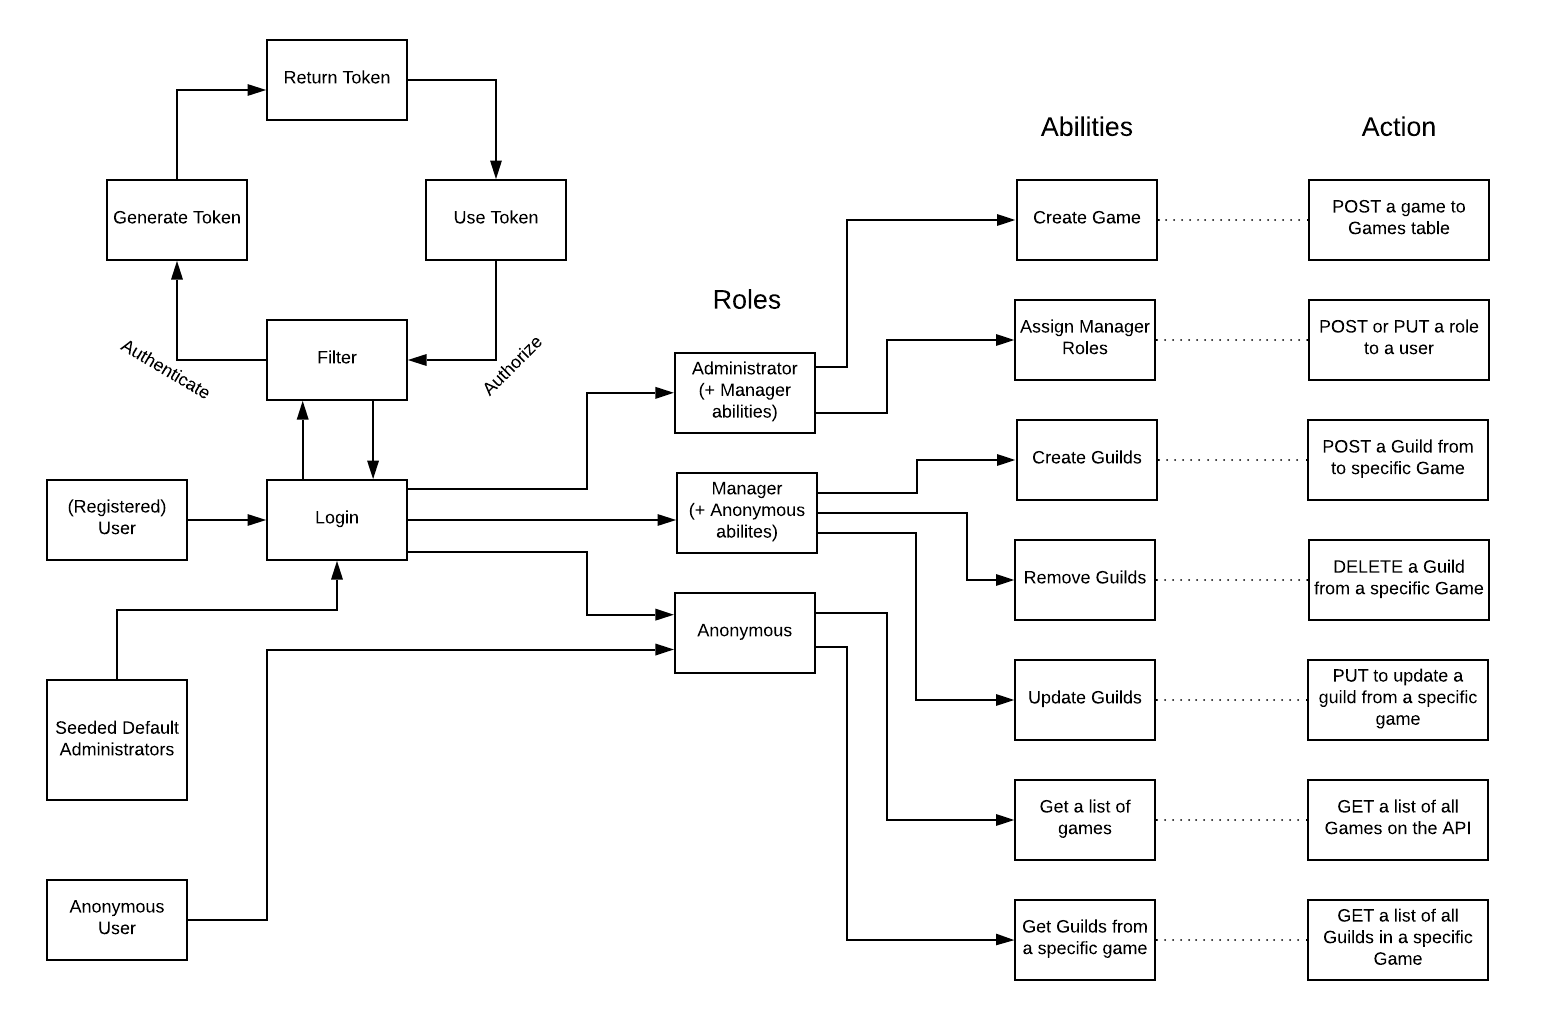 Return Token
Generate Token
Use Token
Filter
Authenticate
Authorize
(Registered)
User
Login
Seeded Default
Administrators
Anonymous
User
Roles
Administrator
(+ Manager
abilities)
Manager
(+ Anonymous
abilites)
Anonymous
Abilities
Action
Create Game
POST a game to
Games table
Assign Manager
Roles
POST or PUT a role
to a user
Create Guilds
POST a Guild from
to specific Game
Remove Guilds
DELETE a Guild
from a specific Game
Update Guilds
PUT to update a
guild from a specific
game
Get a list of
games
GET a list of all
Games on the API
Get Guilds from
a specific game
GET a list of all
Guilds in a specific
Game